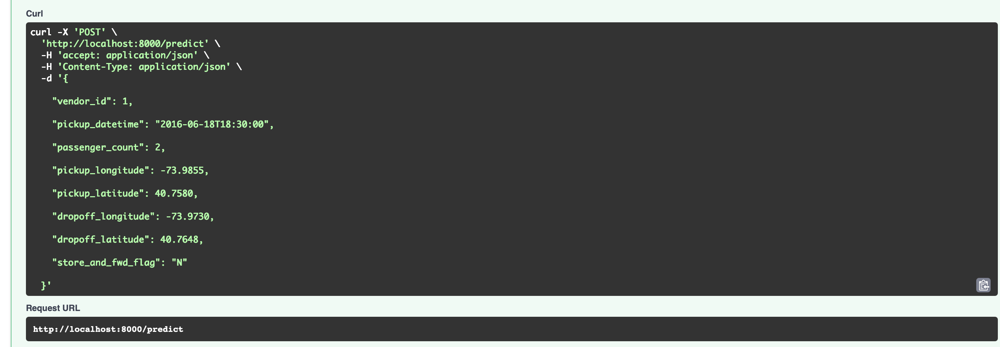 Curl
curl -X 'POST' \
  'http://localhost:8000/predict' \
  -H 'accept: application/json' \
  -H 'Content-Type: application/json' \
  -d '{
    "vendor_id": 1,
    "pickup_datetime": "2016-06-18T18:30:00",
    "passenger_count": 2,
    "pickup_longitude": -73.9855,
    "pickup_latitude": 40.7580,
    "dropoff_longitude": -73.9730,
    "dropoff_latitude": 40.7648,
    "store_and_fwd_flag": "N"
  }'
Request URL
http://localhost:8000/predict